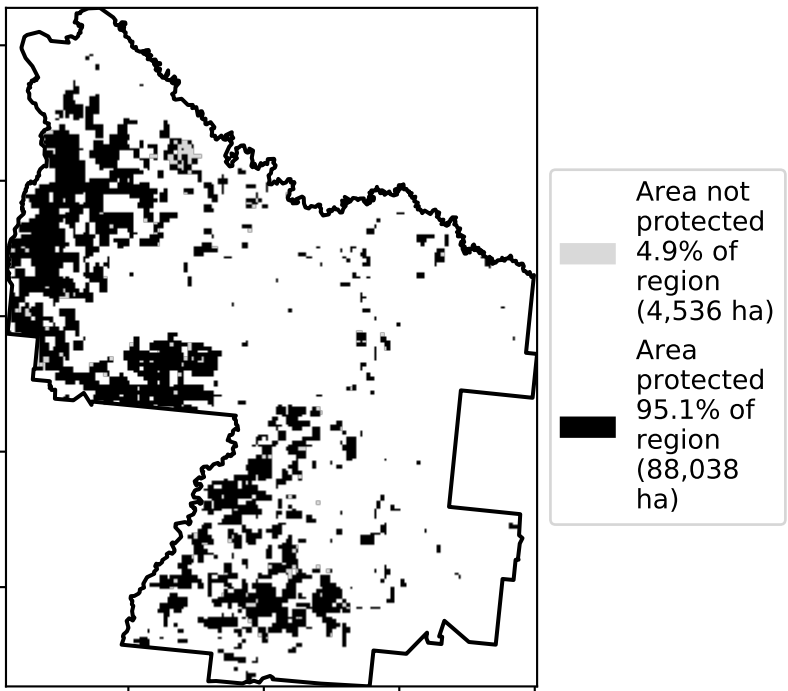 Area not
protected
4.9% of
region
(4,536 ha)
Area
protected
95.1% of
region
(88,038
ha)